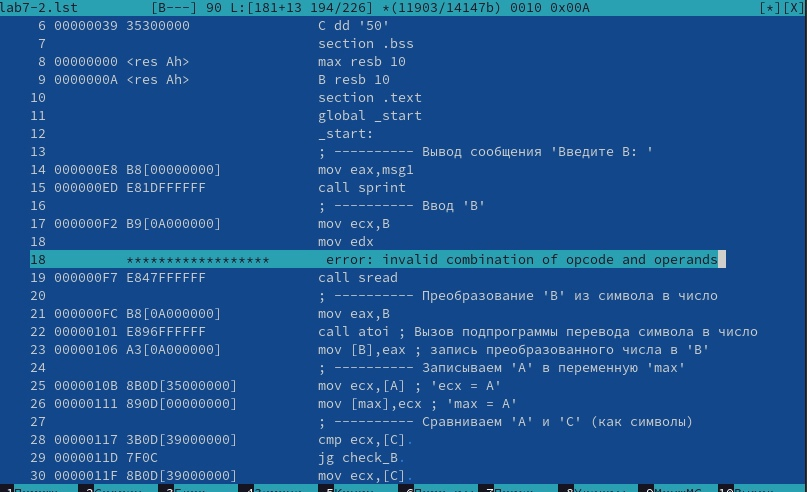 lab7-2.lst [B---] 90 L:[181+13 194/226] *(11903/14147b) 0010 0x00A [*][X]
6 00000039 35300000 C dd '50'
7 section .bss
8 00000000 <res Ah> max resb 10
9 0000000A <res Ah> B resb 10
10 section .text
11 global _start
12 _start:
13 ; ---------- Вывод сообщения 'Введите B: '
14 000000E8 B8[00000000] mov eax,msg1
15 000000ED E81DFFFFFF call sprint
16 ; ---------- Ввод 'B'
17 000000F2 B9[0A000000] mov ecx,B
18 mov edx
18 ****************** error: invalid combination of opcode and operands
19 000000F7 E847FFFFFF call sread
20 ; ---------- Преобразование 'B' из символа в число
21 000000FC B8[0A000000] mov eax,B
22 00000101 E896FFFFFF call atoi ; Вызов подпрограммы перевода символа в число
23 00000106 A3[0A000000] mov [B],eax ; запись преобразованного числа в 'B'
24 ; ---------- Записываем 'A' в переменную 'max'
25 0000010B 8B0D[35000000] mov ecx,[A] ; 'ecx = A'
26 00000111 890D[00000000] mov [max],ecx ; 'max = A'
27 ; ---------- Сравниваем 'A' и 'C' (как символы)
28 00000117 3B0D[39000000] cmp ecx,[C].
29 0000011D 7F0C jg check_B.
30 0000011F 8B0D[39000000] mov ecx,[C].